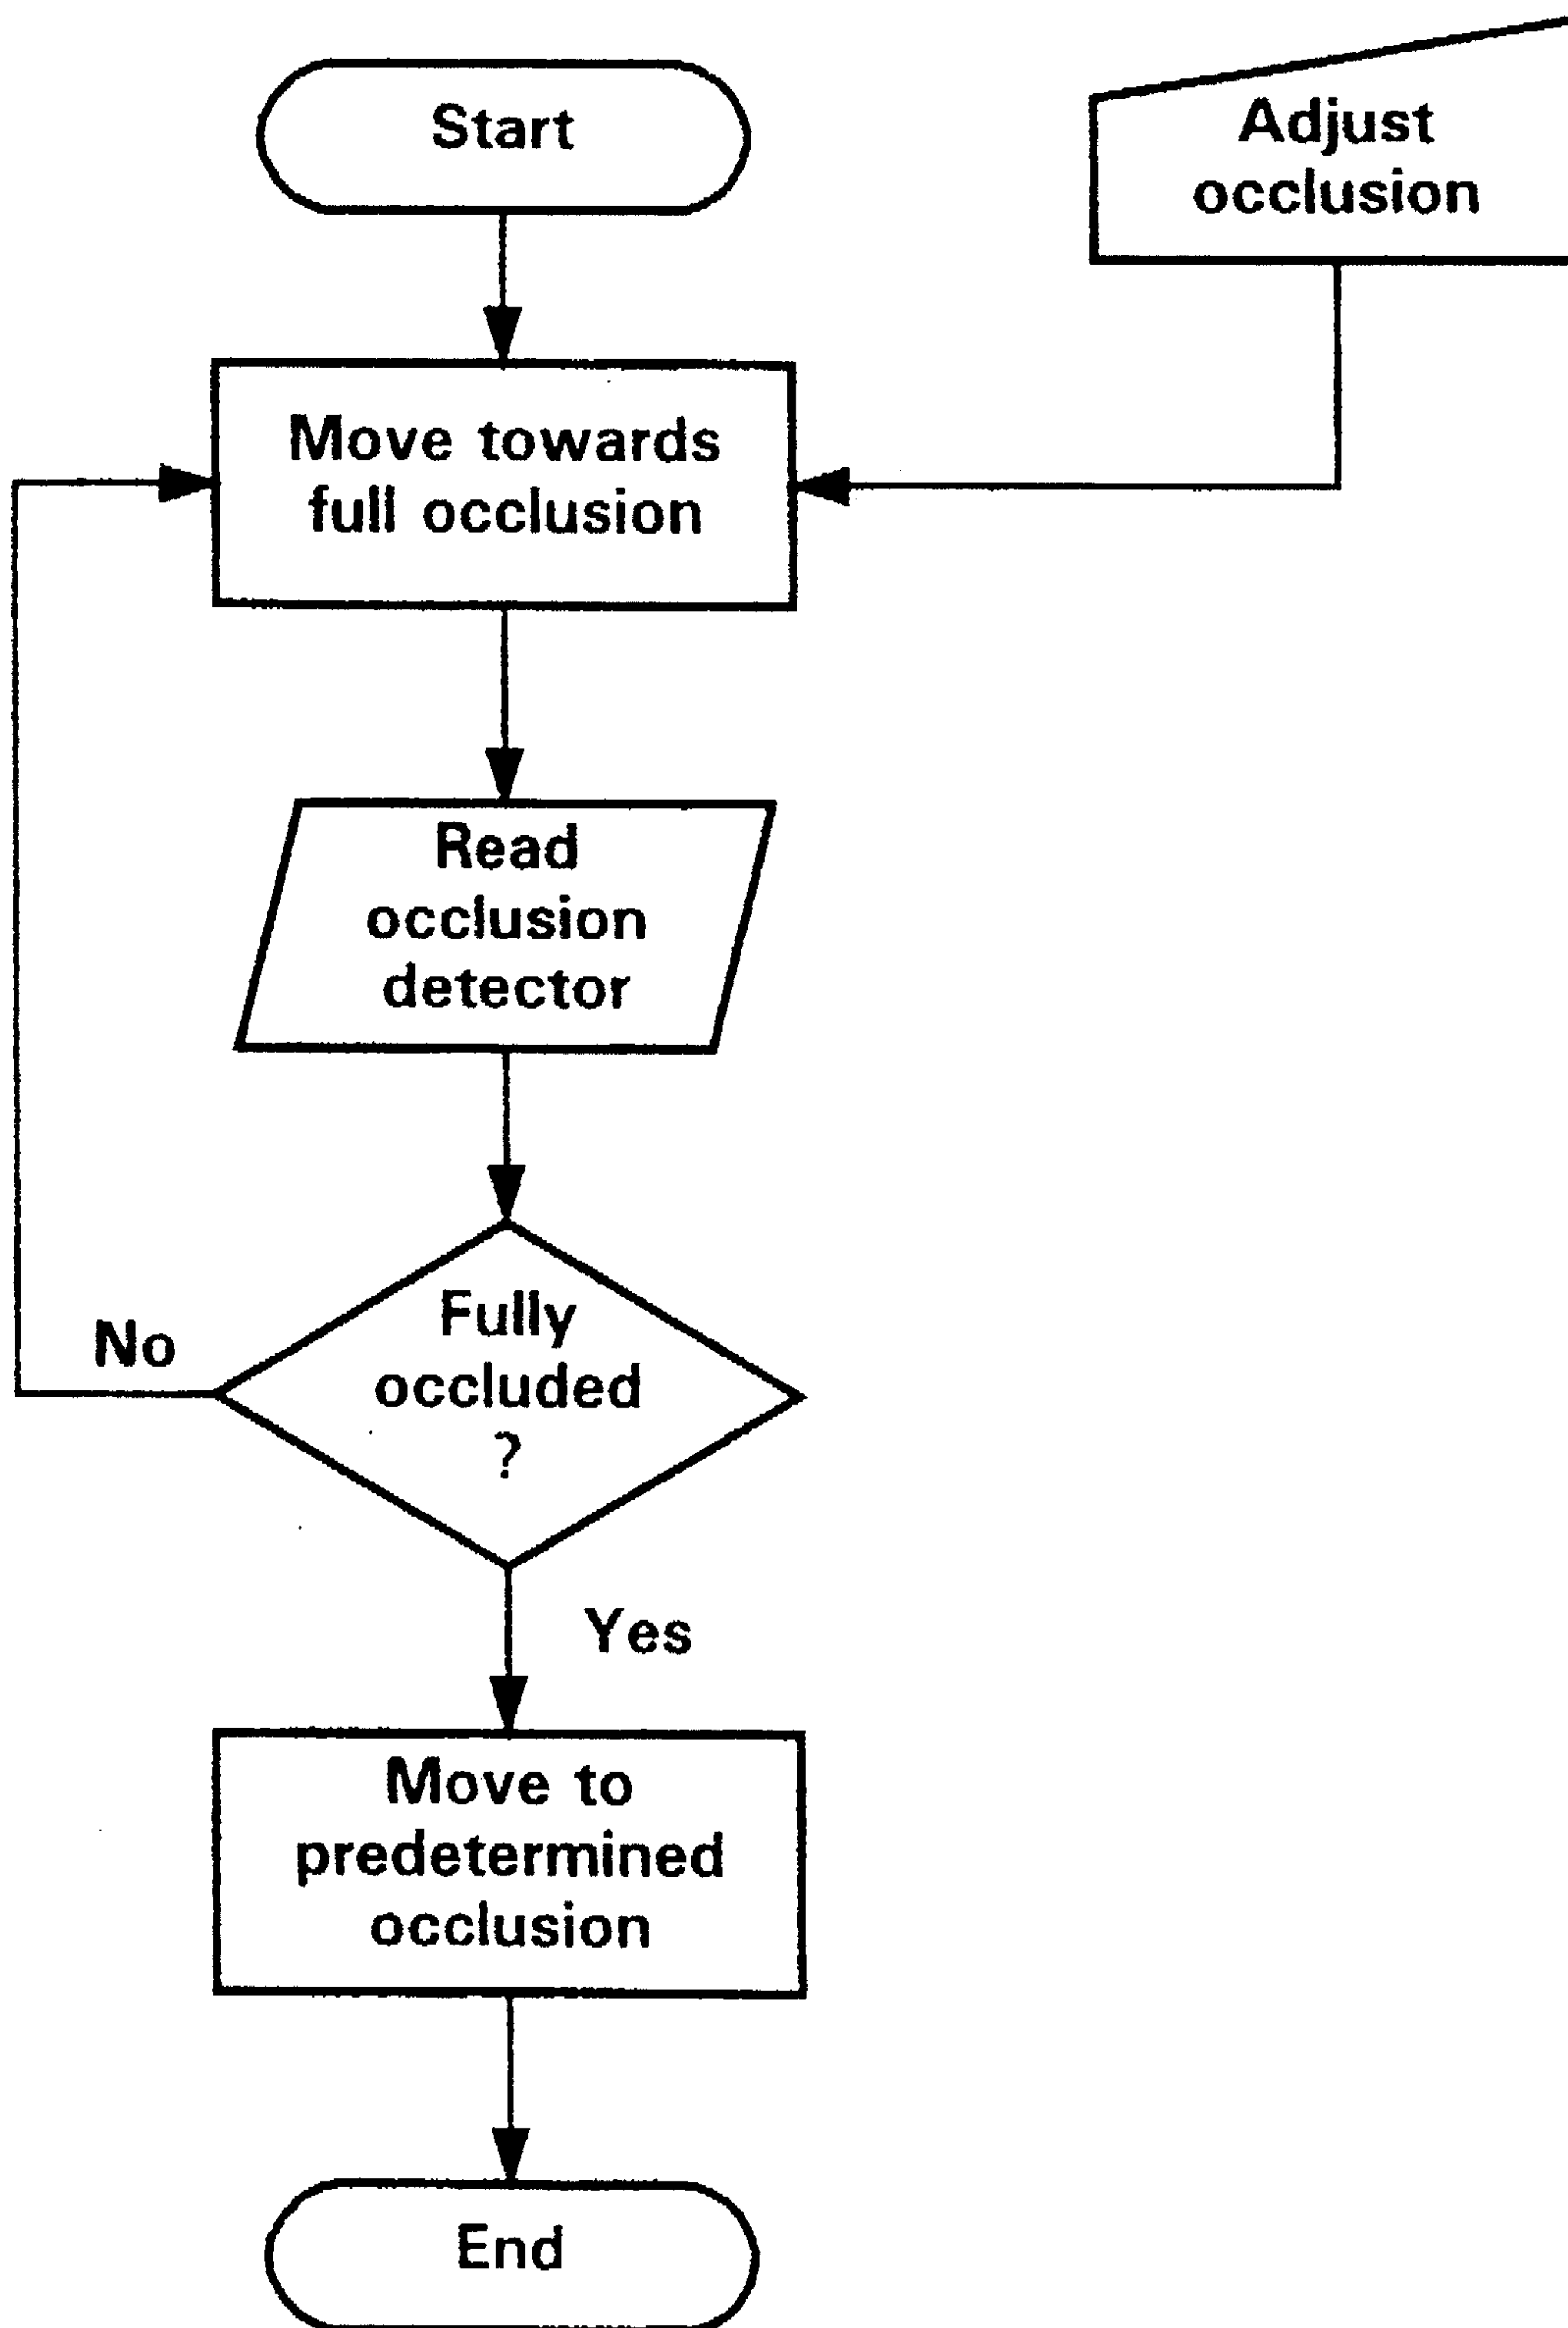 Start
Adjust
occlusion
Move towards
full occlusion
Read
occlusion
detector
Fully
occluded
?
No
Yes
Move to
predetermined
occlusion
End